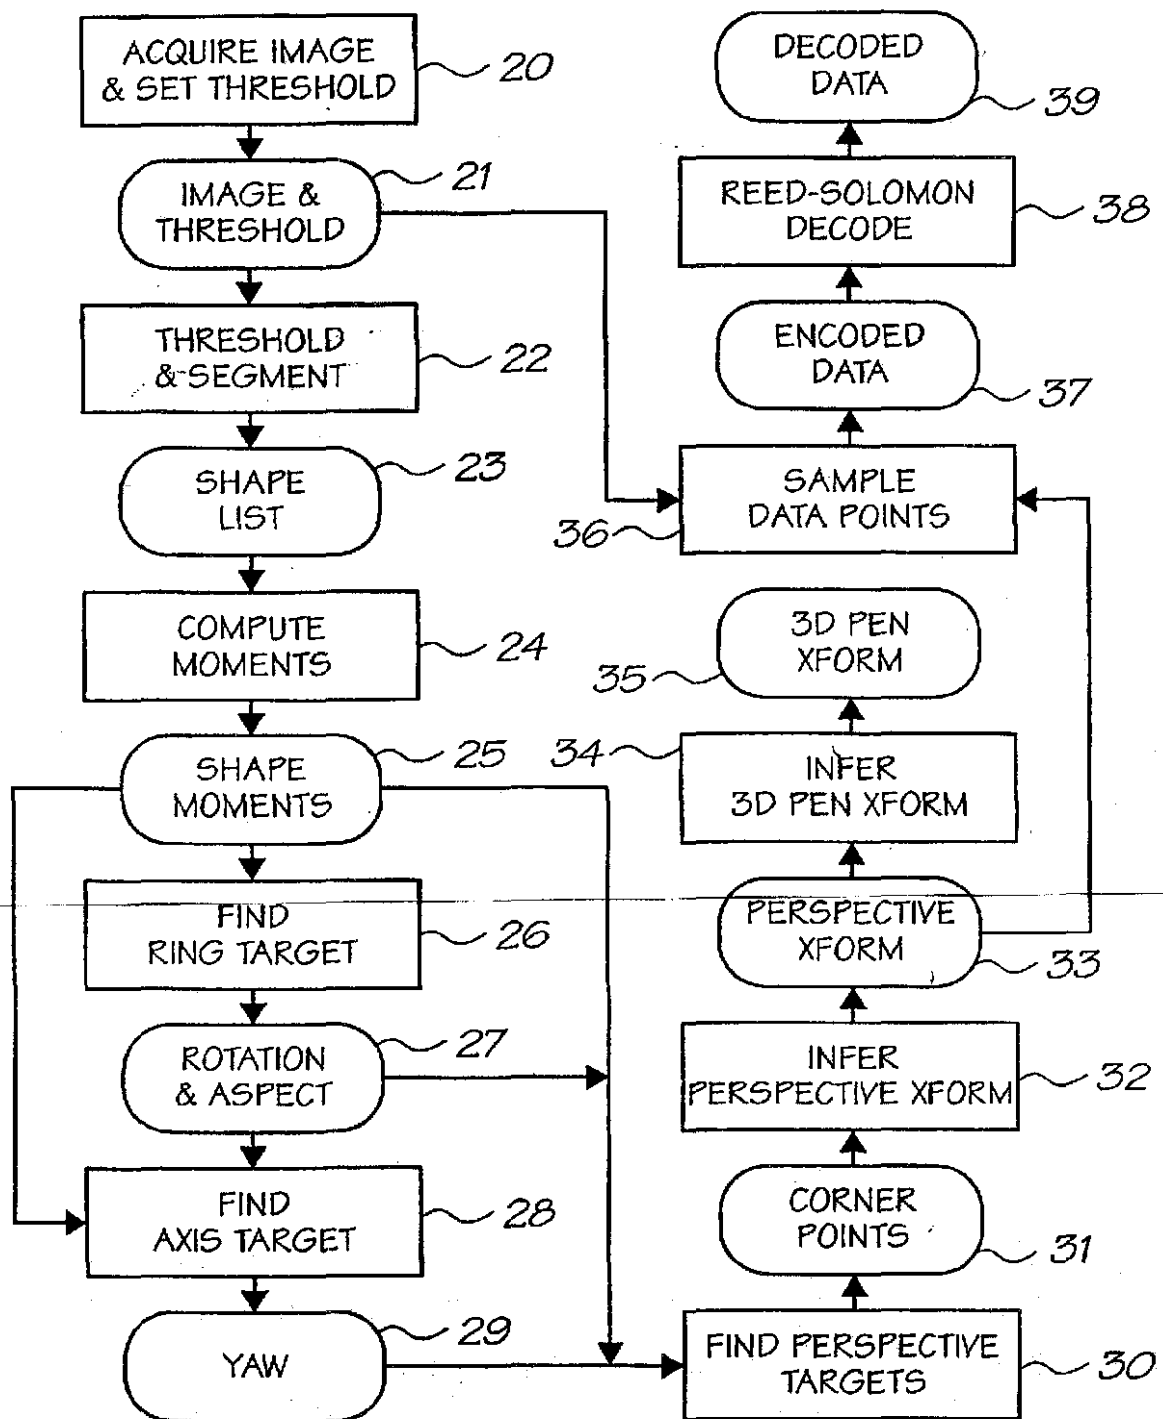 ACQUIRE IMAGE
& SET THRESHOLD
20
IMAGE &
THRESHOLD
21
THRESHOLD
& SEGMENT
22
SHAPE
LIST
23
COMPUTE
MOMENTS
24
SHAPE
MOMENTS
25
FIND
RING TARGET
26
ROTATION
& ASPECT
27
FIND
AXIS TARGET
28
YAW
29
DECODED
DATA
39
REED-SOLOMON
DECODE
38
ENCODED
DATA
37
SAMPLE
DATA POINTS
36
3D PEN
XFORM
35
34
INFER
3D PEN XFORM
PERSPECTIVE
XFORM
33
INFER
PERSPECTIVE XFORM
32
CORNER
POINTS
31
FIND PERSPECTIVE
TARGETS
30